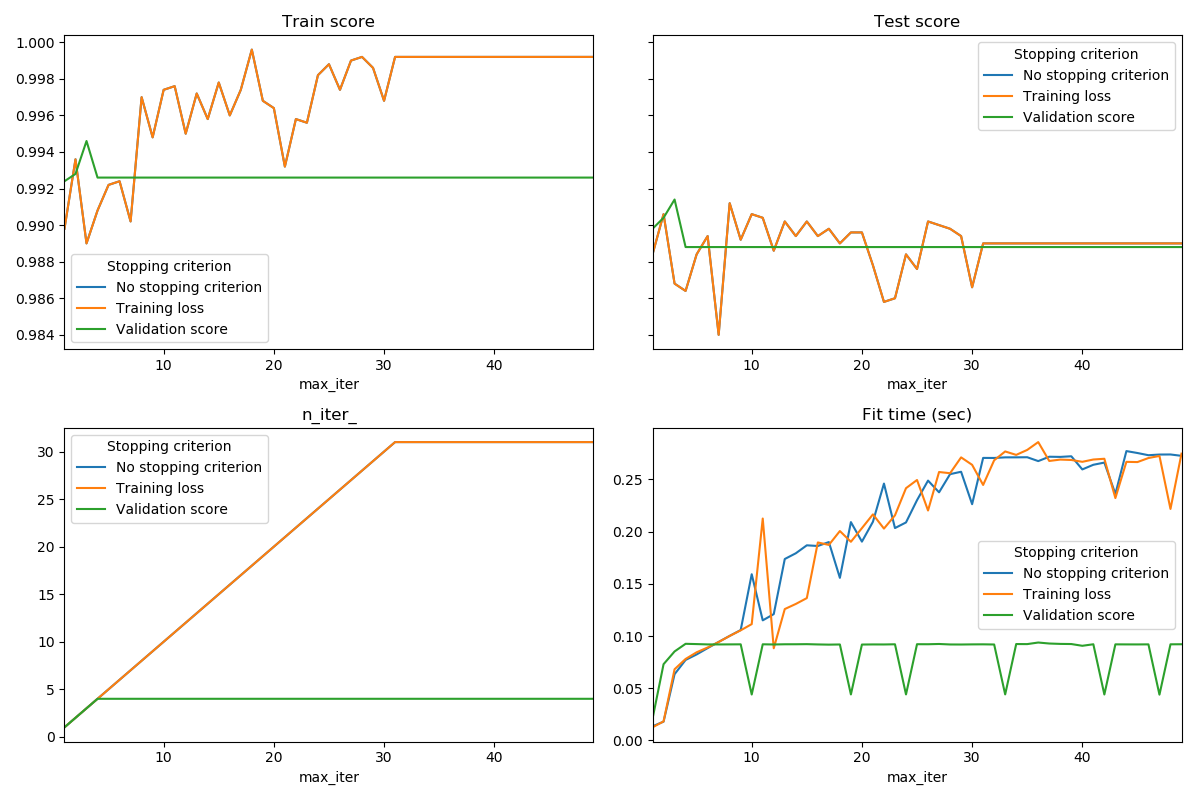 Train score
1.000
0.998
0.996
0.994
0.992
0.990
0.988
0.986
0.984
Stopping criterion
No stopping criterion
Training loss
Validation score
10
20
30
40
max_iter
Test score
Stopping criterion
No stopping criterion
Training loss
Validation score
10
20
30
40
max_iter
n_iter_
30
25
20
15
10
5
0
Stopping criterion
No stopping criterion
Training loss
Validation score
10
20
30
40
max_iter
Fit time (sec)
0.25
0.20
0.15
0.10
0.05
0.00
Stopping criterion
No stopping criterion
Training loss
Validation score
10
20
30
40
max_iter